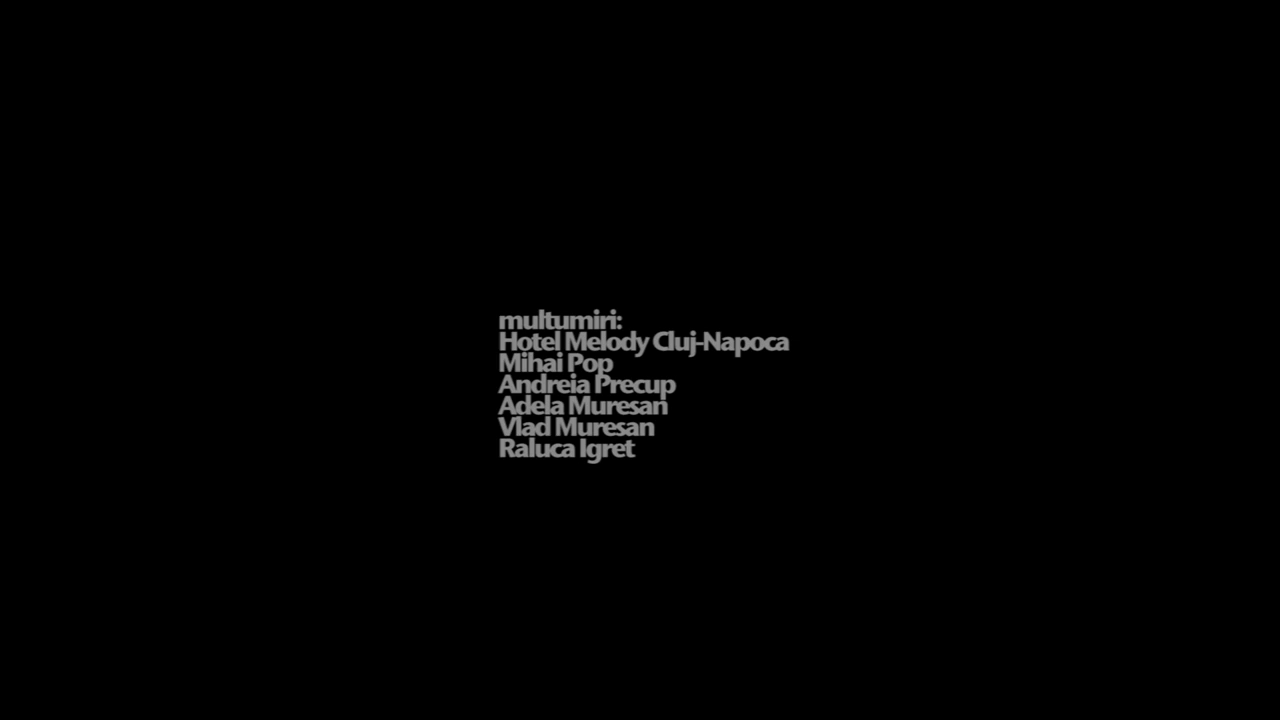 multumiri:
Hotel Melody Cluj-Napoca
Mihai Pop
Andreia Precup
Adela Muresan
Vlad Muresan
Raluca Igret